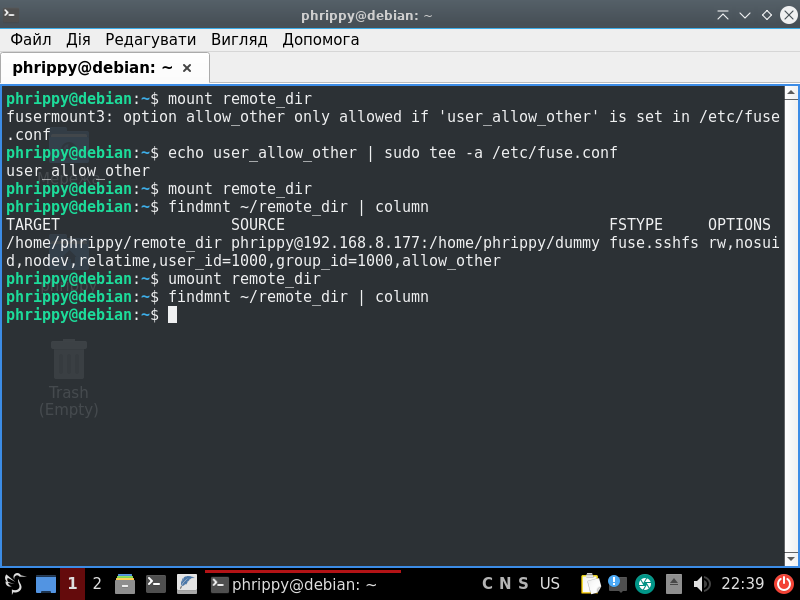 phrippy@debian: ~
Файл Дія Редагувати Вигляд Допомога
phrippy@debian: ~ ×
phrippy@debian:~$ mount remote_dir
fusermount3: option allow_other only allowed if 'user_allow_other' is set in /etc/fuse
.conf
phrippy@debian:~$ echo user_allow_other | sudo tee -a /etc/fuse.conf
user_allow_other
phrippy@debian:~$ mount remote_dir
phrippy@debian:~$ findmnt ~/remote_dir | column
TARGET SOURCE FSTYPE OPTIONS
/home/phrippy/remote_dir phrippy@192.168.8.177:/home/phrippy/dummy fuse.sshfs rw,nosui
d,nodev,relatime,user_id=1000,group_id=1000,allow_other
phrippy@debian:~$ umount remote_dir
phrippy@debian:~$ findmnt ~/remote_dir | column
phrippy@debian:~$
Trash
(Empty)
1 2 phrippy@debian: ~ C N S US 22:39